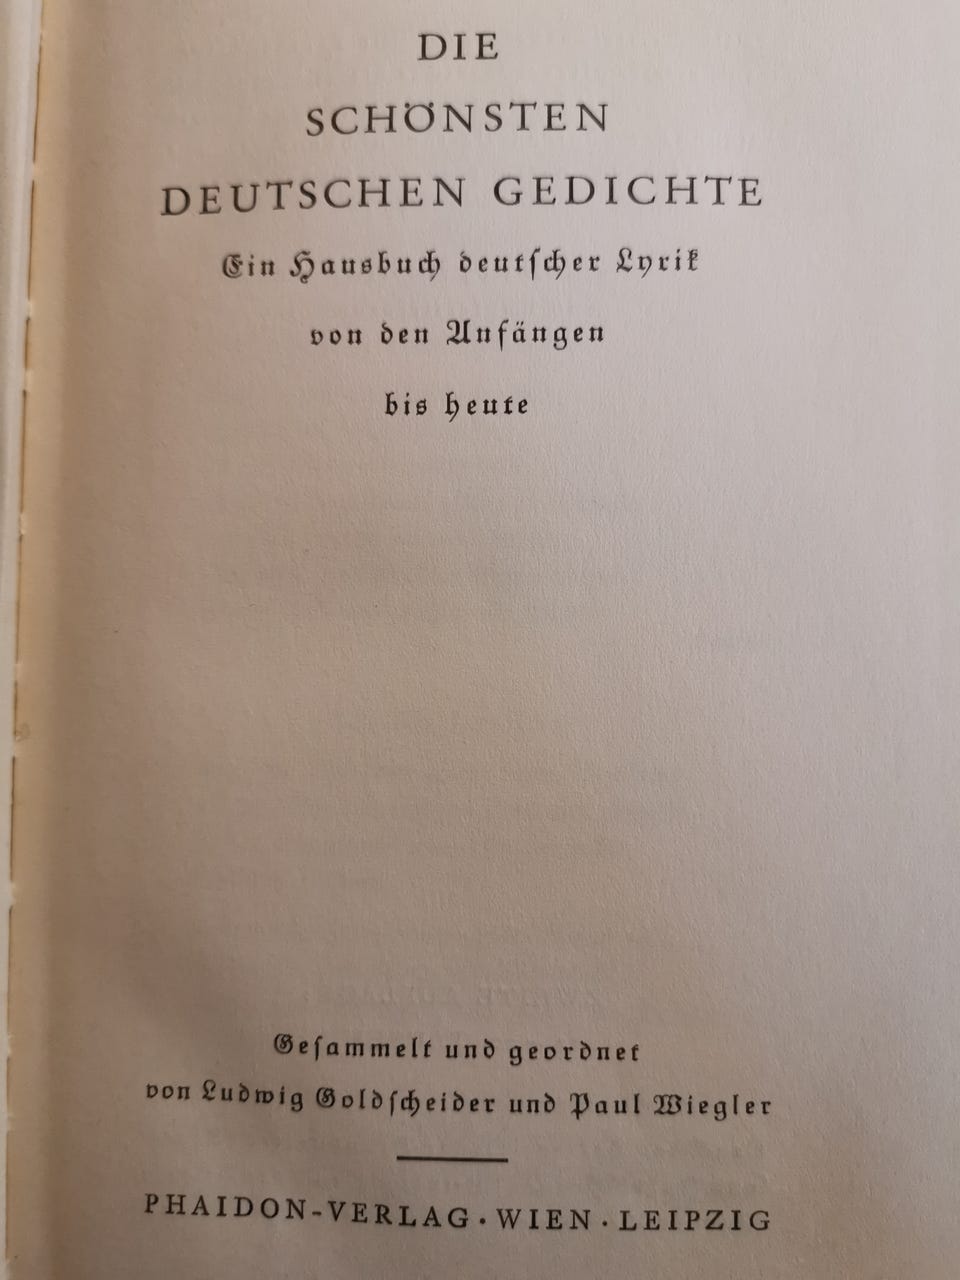 DIE
SCHÖNSTEN
DEUTSCHEN GEDICHTE
Ein Hausbuch deutscher Lyrik
von den Anfängen
bis heute
Gesammelt und geordnet
von Ludwig Goldscheider und Paul Wiegler
PHAIDON-VERLAG · WIEN · LEIPZIG